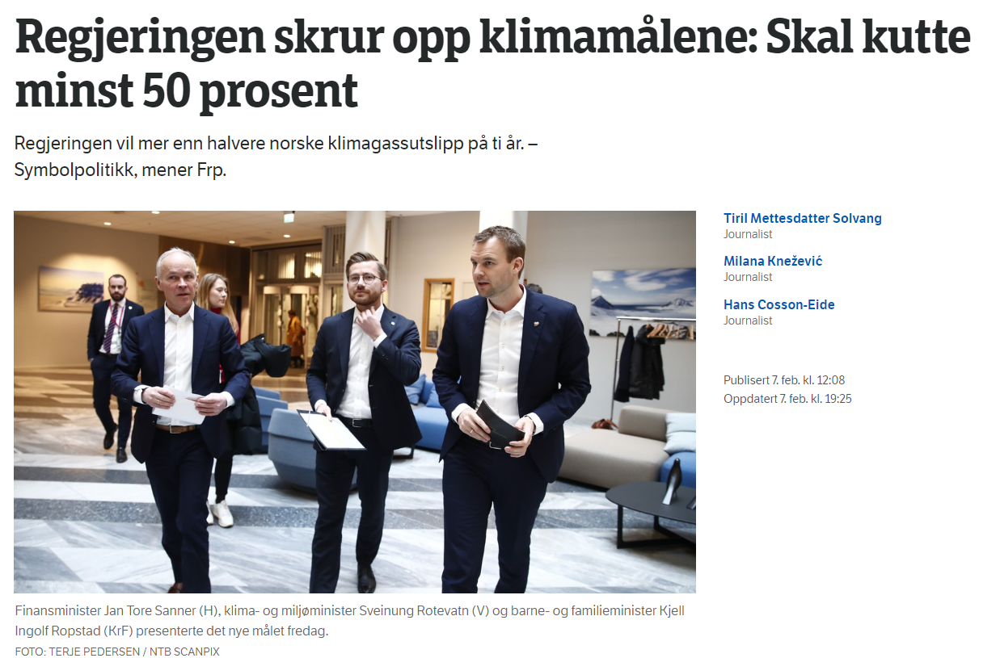 Regjeringen skrur opp klimamålene: Skal kutte
minst 50 prosent
Regjeringen vil mer enn halvere norske klimagassutslipp på ti år. –
Symbolpolitikk, mener Frp.
Tiril Mettesdatter Solvang
Journalist
Milana Knežević
Journalist
Hans Cosson-Eide
Journalist
Publisert 7. feb. kl. 12:08
Oppdatert 7. feb. kl. 19:25
Finansminister Jan Tore Sanner (H), klima- og miljøminister Sveinung Rotevatn (V) og barne- og familieminister Kjell
Ingolf Ropstad (KrF) presenterte det nye målet fredag.
FOTO: TERJE PEDERSEN / NTB SCANPIX